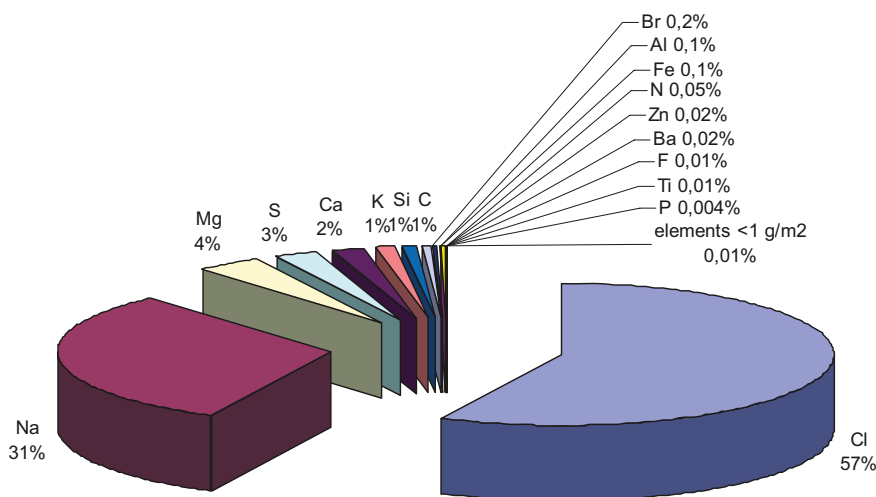 Br 0,2%
Al 0,1%
Fe 0,1%
N 0,05%
Zn 0,02%
Ba 0,02%
F 0,01%
Ti 0,01%
P 0,004%
elements <1 g/m2
0,01%
Mg
4%
S
3%
Ca
2%
K
1%
Si
1%
C
1%
Na
31%
Cl
57%